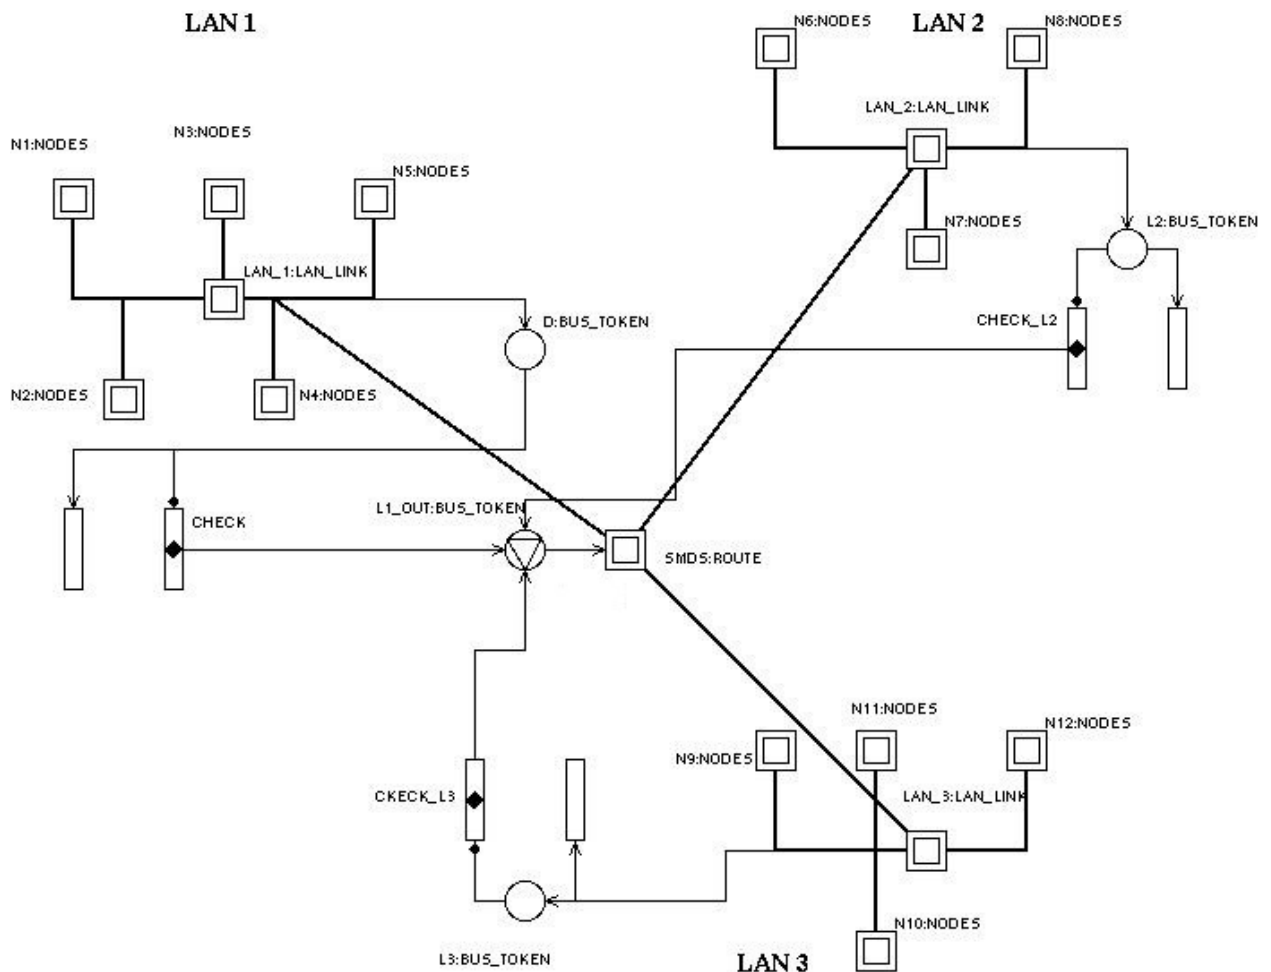 LAN 1
N6:NODES
LAN 2
N8:NODES
LAN_2:LAN_LINK
N3:NODES
N1:NODES
N5:NODES
N7:NODES
L2:BUS_TOKEN
LAN_1:LAN_LINK
D:BUS_TOKEN
CHECK_L2
N2:NODES
N4:NODES
L1_OUT:BUS_TOKEN
CHECK
SMDS:ROUTE
N11:NODES
N12:NODES
N9:NODES
CKECK_L3
LAN_3:LAN_LINK
N10:NODES
L3:BUS_TOKEN
LAN 3